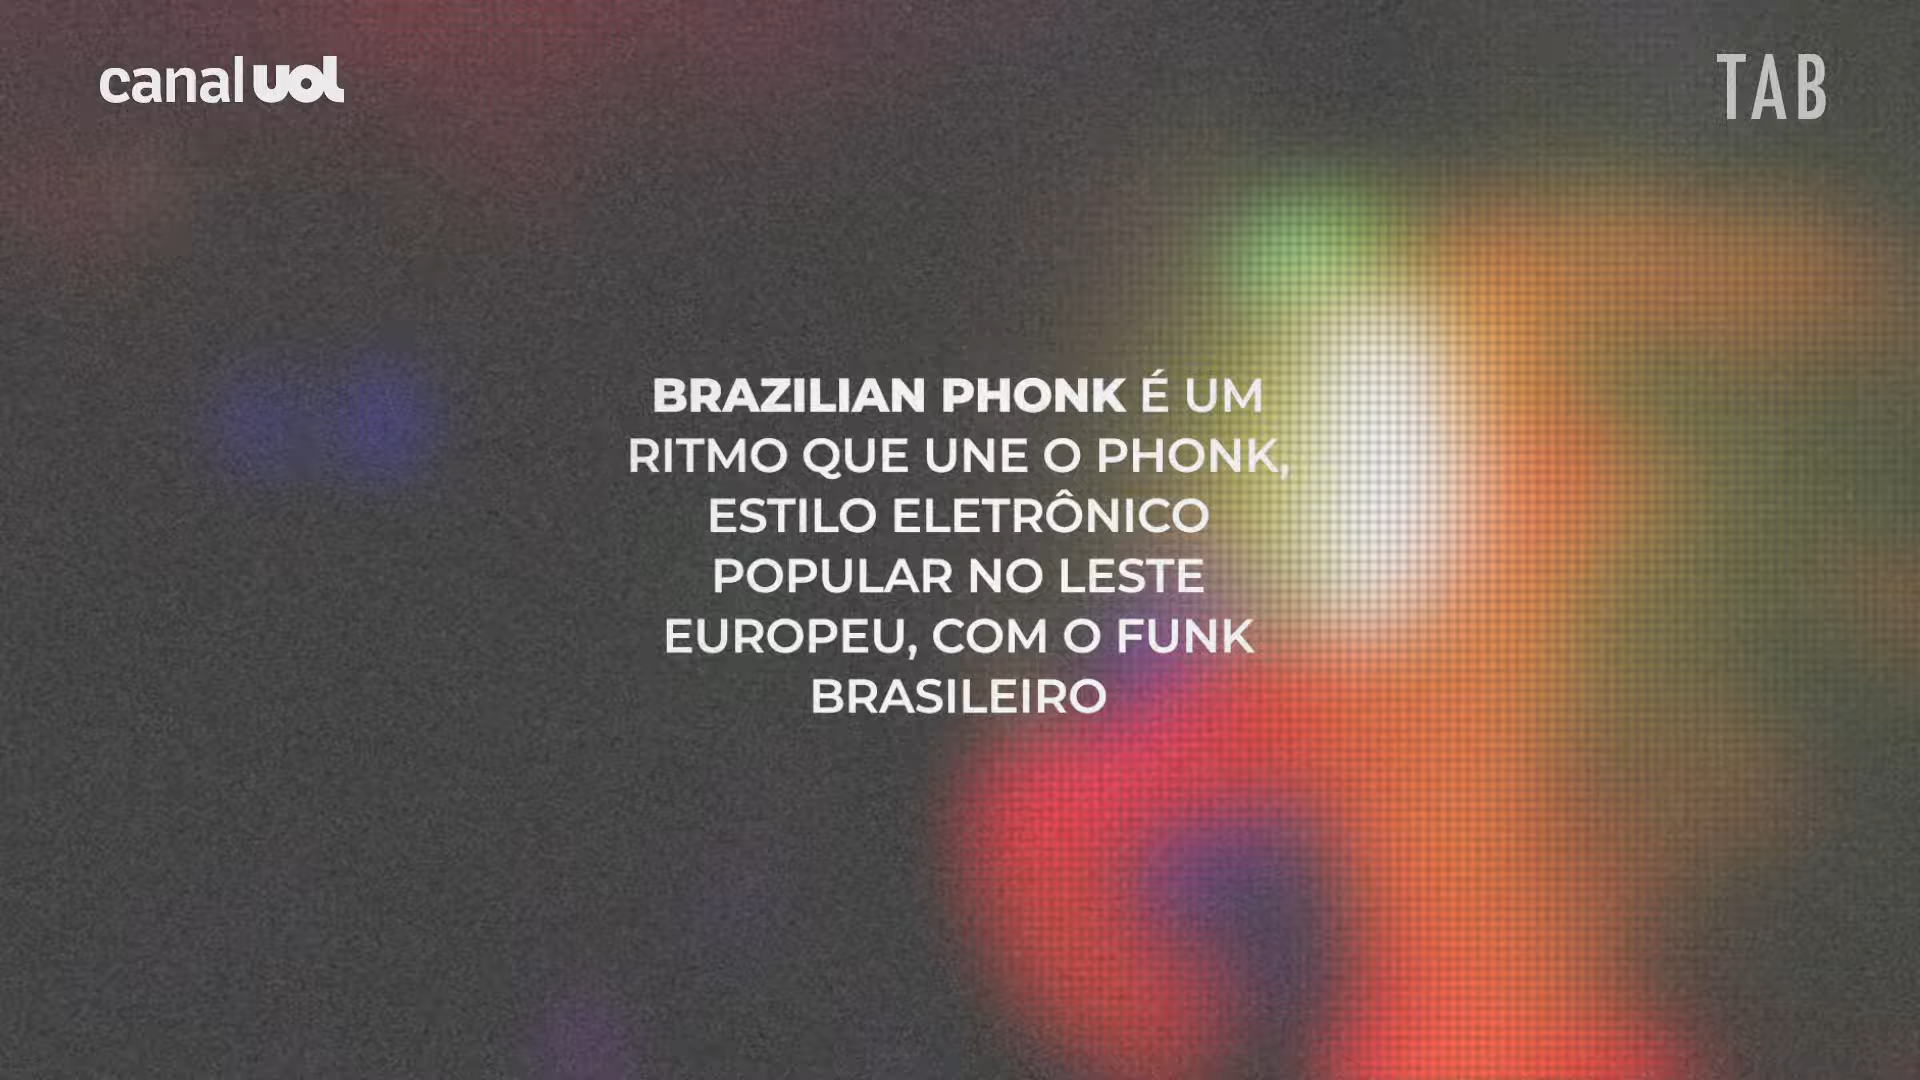 canal uol
TAB
BRAZILIAN PHONK É UM
RITMO QUE UNE O PHONK,
ESTILO ELETRÔNICO
POPULAR NO LESTE
EUROPEU, COM O FUNK
BRASILEIRO